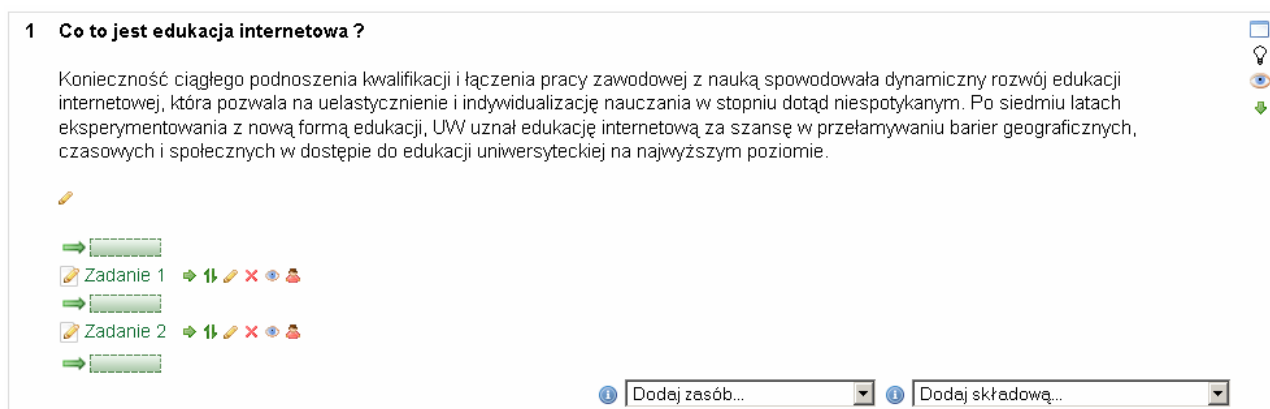 1 Co to jest edukacja internetowa ?
Konieczność ciągłego podnoszenia kwalifikacji i łączenia pracy zawodowej z nauką spowodowała dynamiczny rozwój edukacji
internetowej, która pozwala na uelastycznienie i indywidualizację nauczania w stopniu dotąd niespotykanym. Po siedmiu latach
eksperymentowania z nową formą edukacji, UW uznał edukację internetową za szansę w przełamywaniu barier geograficznych,
czasowych i społecznych w dostępie do edukacji uniwersyteckiej na najwyższym poziomie.
Zadanie 1
Zadanie 2
Dodaj zasób... Dodaj składową...